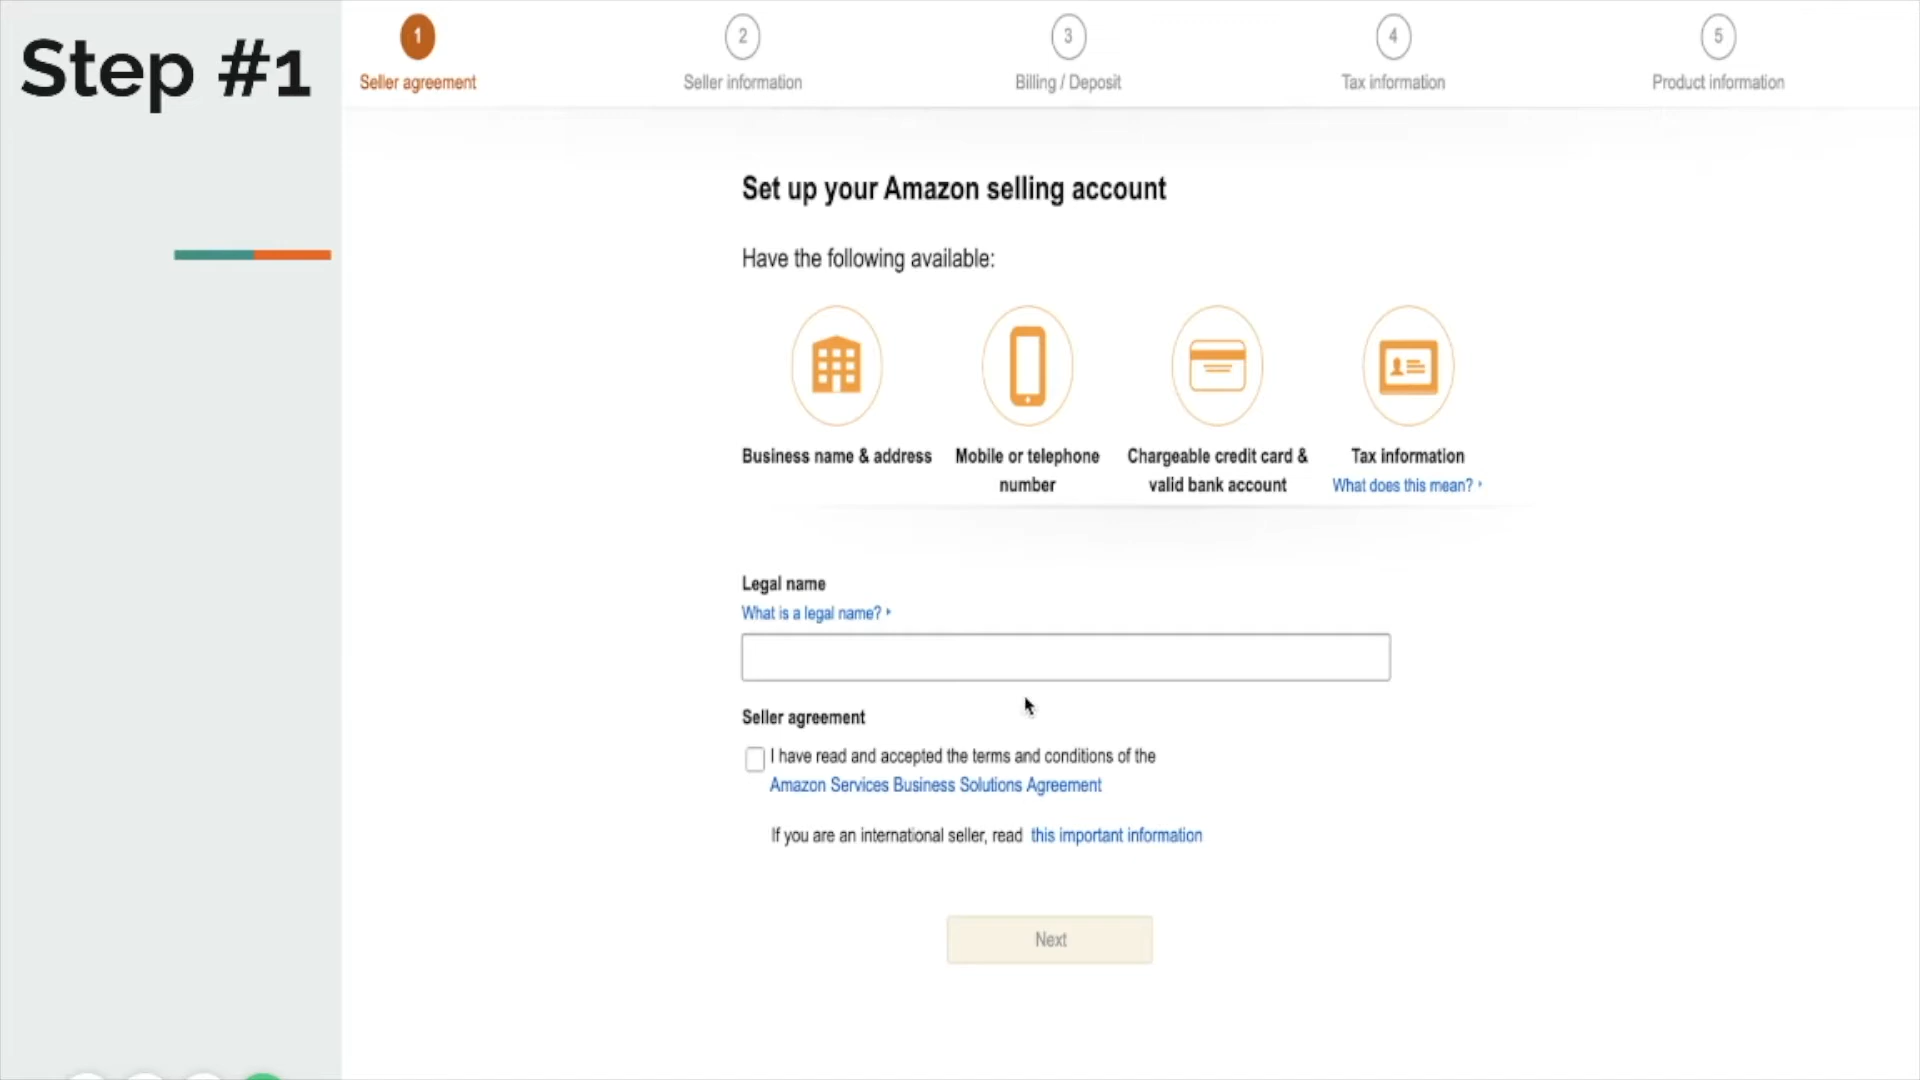 Step #1
1
2
3
4
5
Seller agreement
Seller information
Billing / Deposit
Tax information
Product information
Set up your Amazon selling account
Have the following available:
Business name & address
Mobile or telephone
number
Chargeable credit card &
valid bank account
Tax information
What does this mean?
Legal name
What is a legal name?
Seller agreement
I have read and accepted the terms and conditions of the
Amazon Services Business Solutions Agreement
If you are an international seller, read this important information
Next